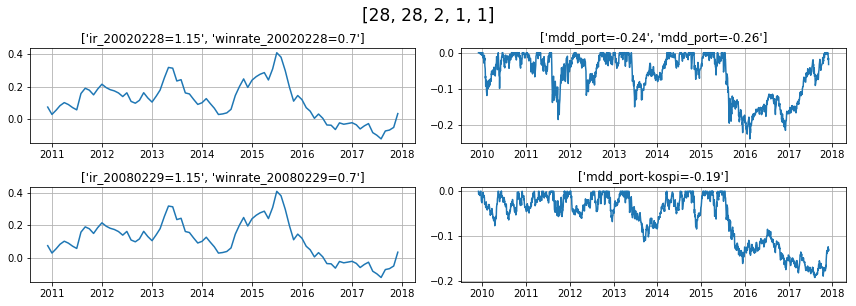 [28, 28, 2, 1, 1]
['ir_20020228=1.15', 'winrate_20020228=0.7']
0.4
0.2
0.0
2011 2012 2013 2014 2015 2016 2017 2018
['mdd_port=-0.24', 'mdd_port=-0.26']
0.0
−0.1
−0.2
2010 2011 2012 2013 2014 2015 2016 2017 2018
['ir_20080229=1.15', 'winrate_20080229=0.7']
0.4
0.2
0.0
2011 2012 2013 2014 2015 2016 2017 2018
['mdd_port-kospi=-0.19']
0.0
−0.1
−0.2
2010 2011 2012 2013 2014 2015 2016 2017 2018